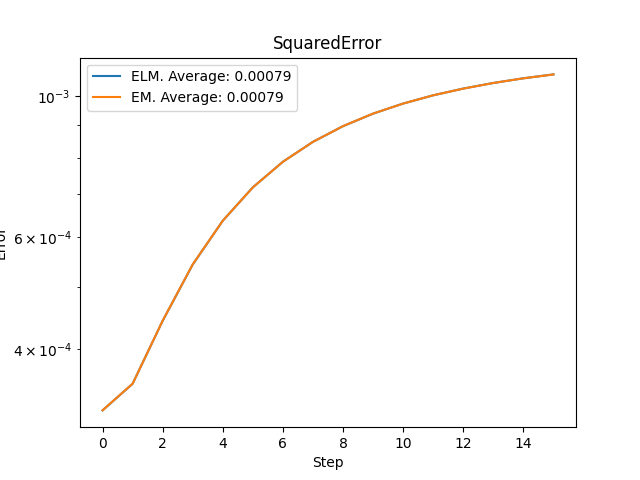 SquaredError
ELM. Average: 0.00079
EM. Average: 0.00079
10⁻³
6 × 10⁻⁴
4 × 10⁻⁴
Error
0 2 4 6 8 10 12 14
Step